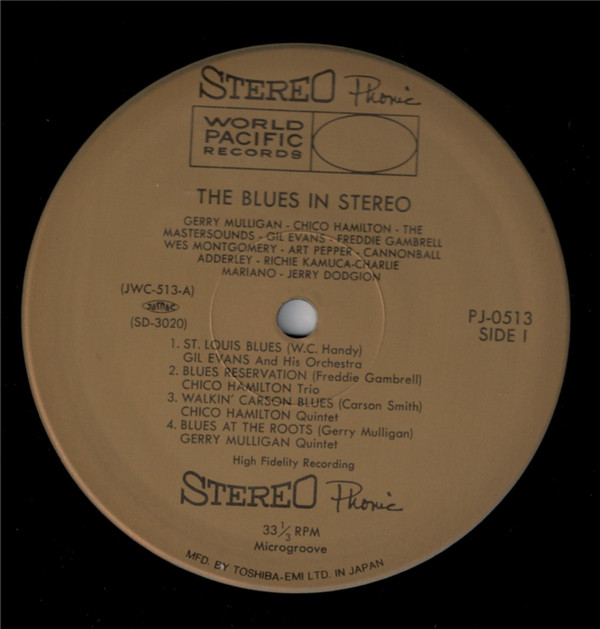 STEREO Phonic
WORLD
PACIFIC
RECORDS
THE BLUES IN STEREO
GERRY MULLIGAN - CHICO HAMILTON - THE
MASTERSOUNDS - GIL EVANS - FREDDIE GAMBRELL
WES MONTGOMERY - ART PEPPER - CANNONBALL
ADDERLEY - RICHIE KAMUCA-CHARLIE
MARIANO - JERRY DODGION
(JWC-513-A)
JASRAC
(SD-3020)
PJ-0513
SIDE I
1. ST. LOUIS BLUES (W.C. Handy)
GIL EVANS And His Orchestra
2. BLUES RESERVATION (Freddie Gambrell)
CHICO HAMILTON Trio
3. WALKIN' CARSON BLUES (Carson Smith)
CHICO HAMILTON Quintet
4. BLUES AT THE ROOTS (Gerry Mulligan)
GERRY MULLIGAN Quintet
High Fidelity Recording
STEREO Phonic
33 1/3 RPM
Microgroove
MFD. BY TOSHIBA-EMI LTD. IN JAPAN